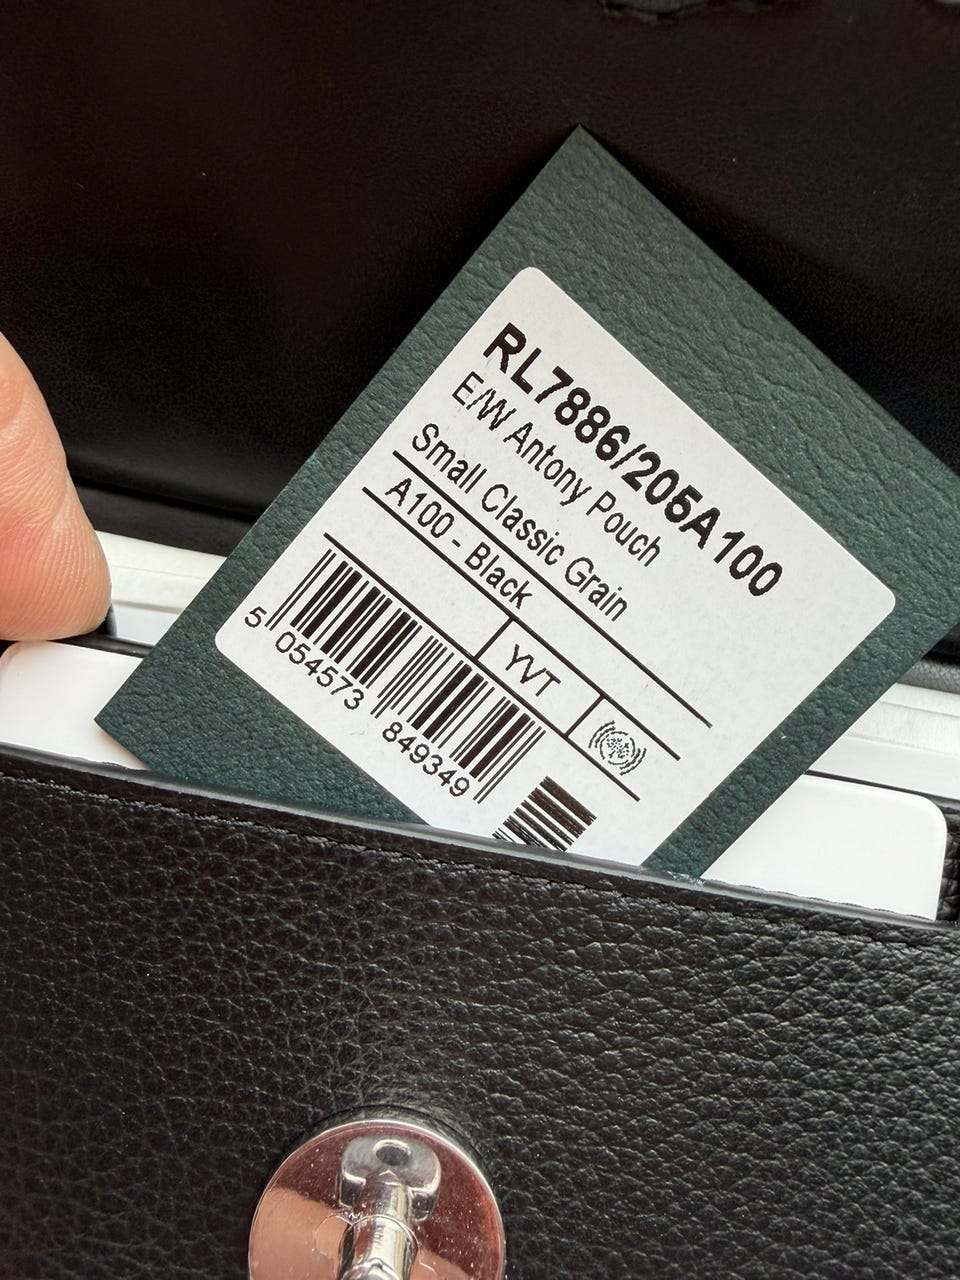 RL7886/205A100
E/W Antony Pouch
Small Classic Grain
A100 - Black
YVT
5 054573 849349